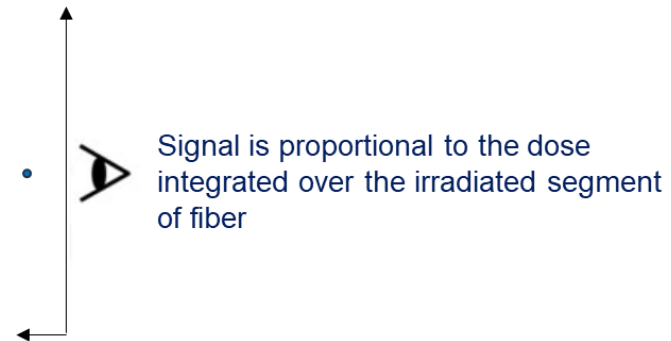 Signal is proportional to the dose
integrated over the irradiated segment
of fiber